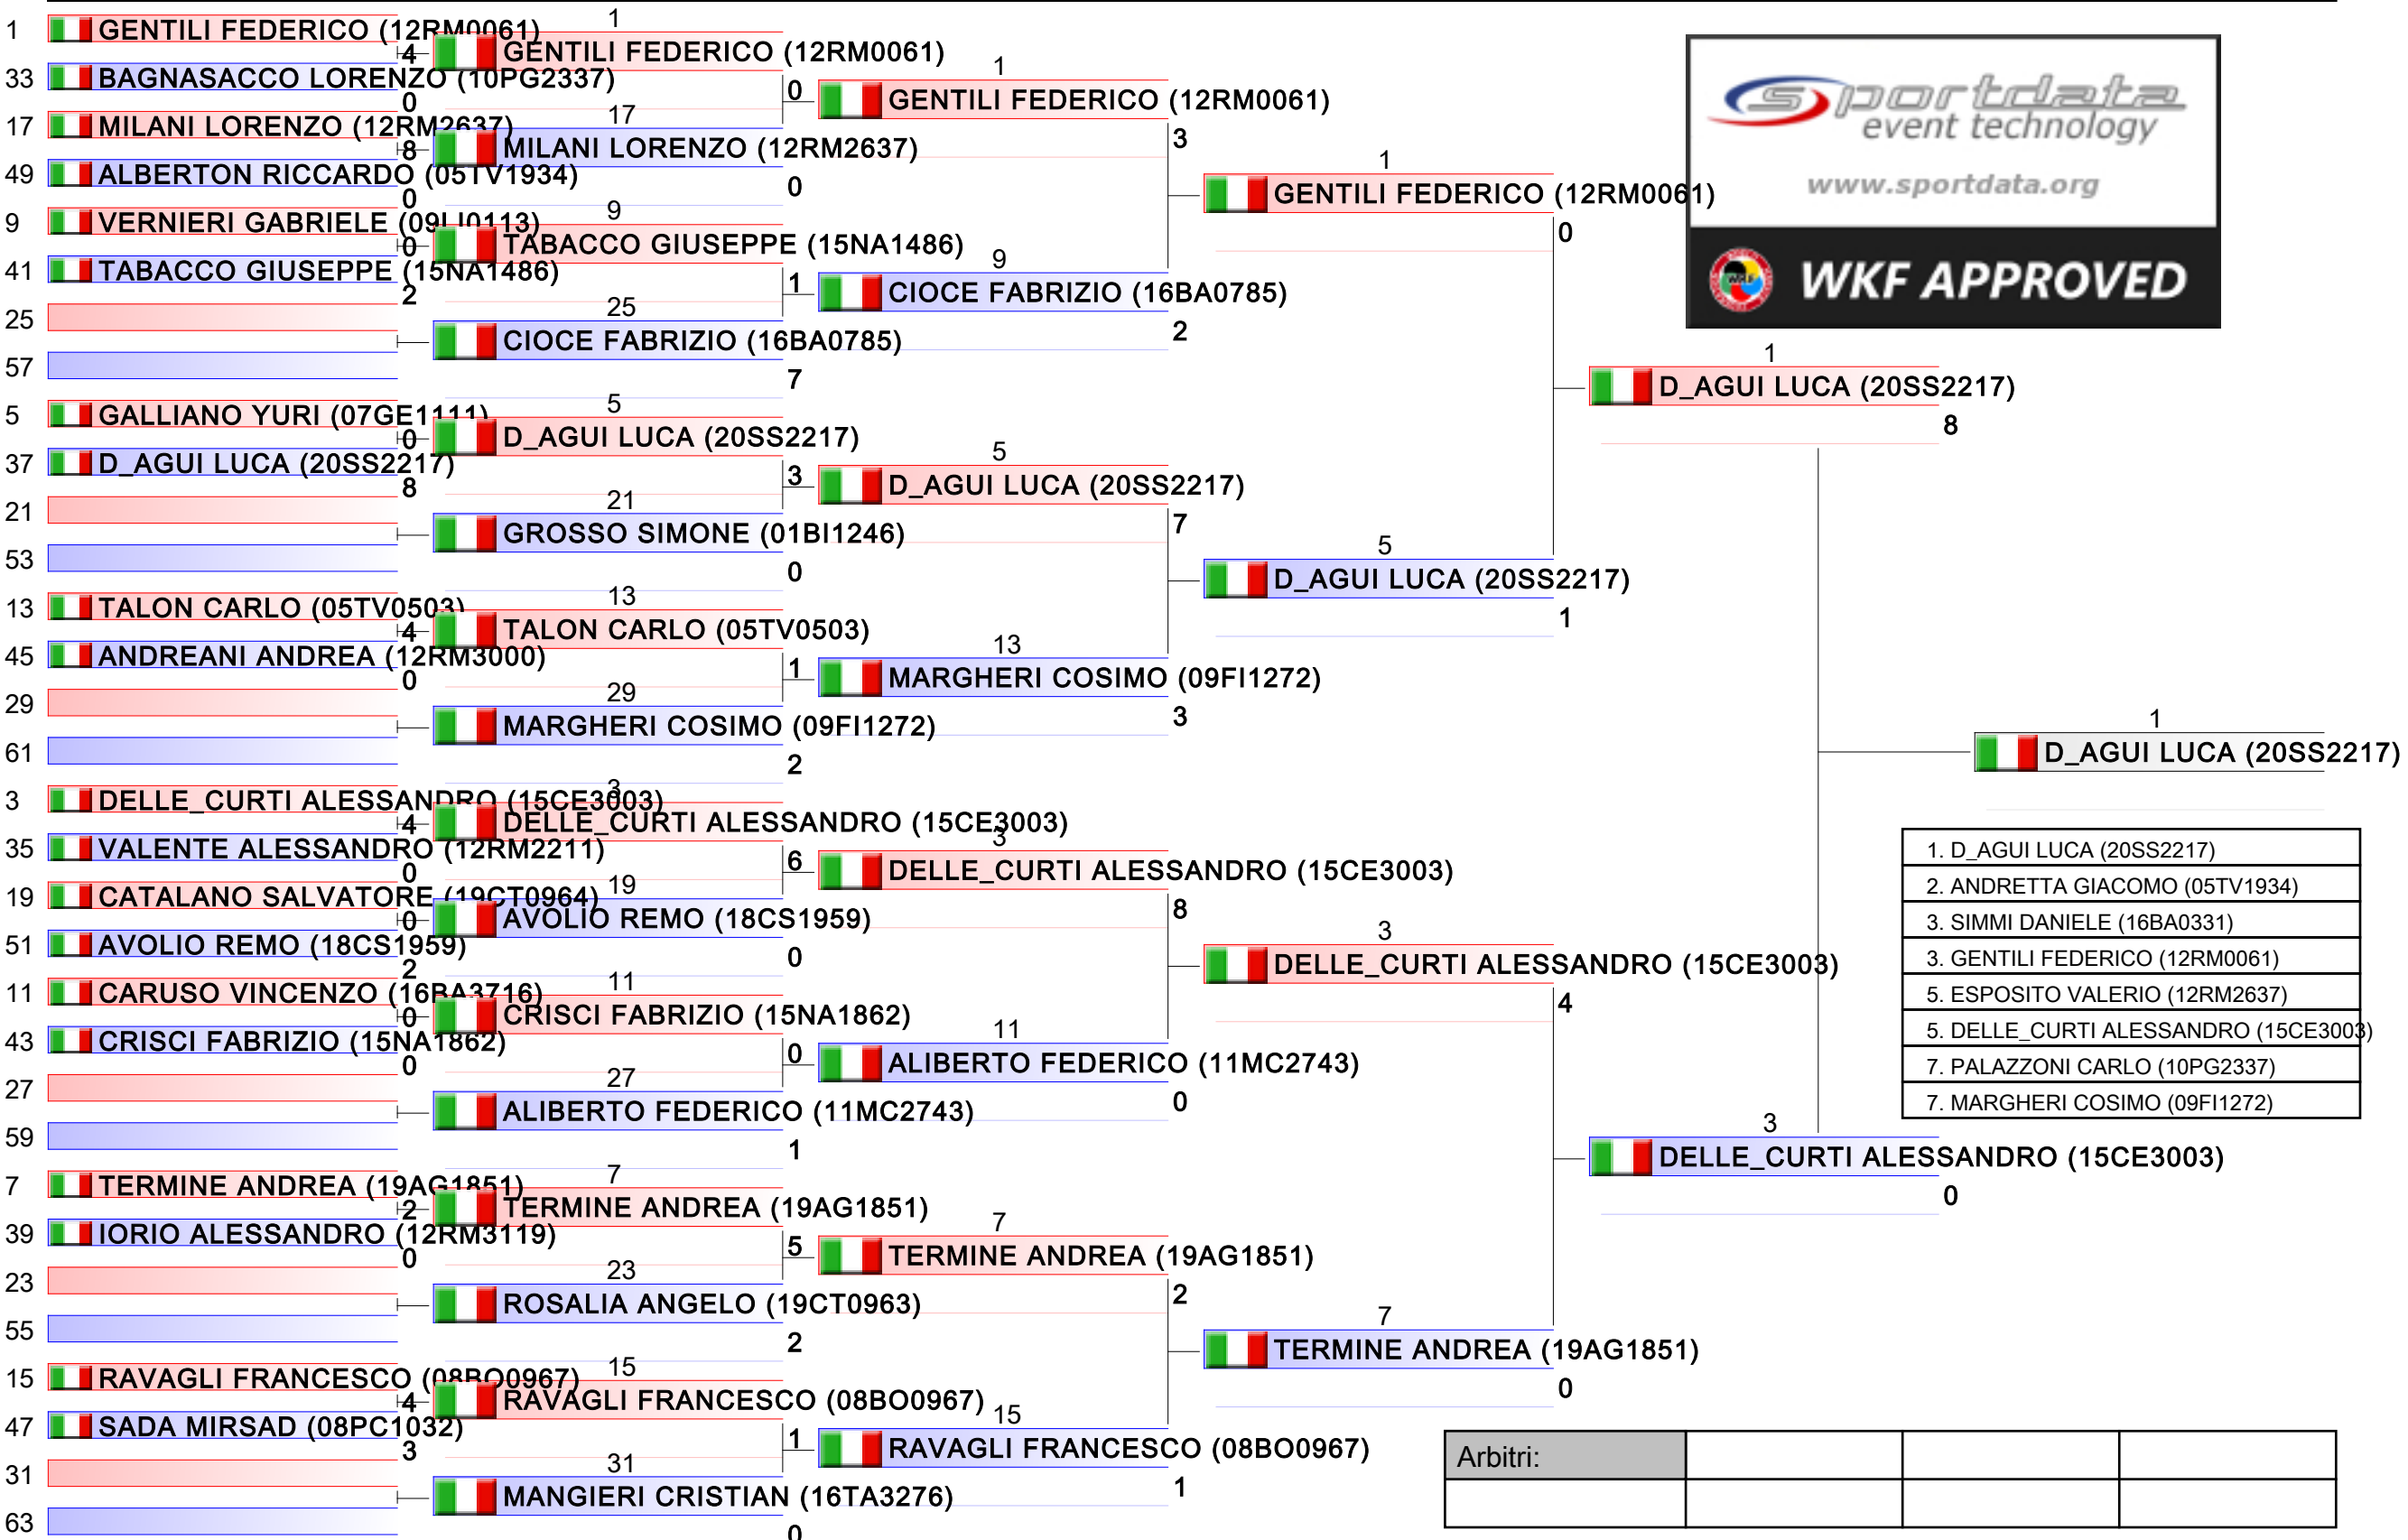 1 GENTILI FEDERICO (12RM0061)
4
33 BAGNASACCO LORENZO (10PG2337)
0
17 MILANI LORENZO (12RM2637)
8
49 ALBERTON RICCARDO (05TV1934)
0
9 VERNIERI GABRIELE (09LI0113)
0
41 TABACCO GIUSEPPE (15NA1486)
2
25
57
5 GALLIANO YURI (07GE1111)
0
37 D_AGUI LUCA (20SS2217)
8
21
53
13 TALON CARLO (05TV0503)
4
45 ANDREANI ANDREA (12RM3000)
0
29
61
3 DELLE_CURTI ALESSANDRO (15CE3003)
4
35 VALENTE ALESSANDRO (12RM2211)
0
19 CATALANO SALVATORE (19CT0964)
0
51 AVOLIO REMO (18CS1959)
2
11 CARUSO VINCENZO (16BA3716)
0
43 CRISCI FABRIZIO (15NA1862)
0
27
59
7 TERMINE ANDREA (19AG1851)
2
39 IORIO ALESSANDRO (12RM3119)
0
23
55
15 RAVAGLI FRANCESCO (08BO0967)
4
47 SADA MIRSAD (08PC1032)
3
31
63
1
GENTILI FEDERICO (12RM0061)
0
17
MILANI LORENZO (12RM2637)
0
9
TABACCO GIUSEPPE (15NA1486)
1
25
CIOCE FABRIZIO (16BA0785)
7
5
D_AGUI LUCA (20SS2217)
3
21
GROSSO SIMONE (01BI1246)
0
13
TALON CARLO (05TV0503)
1
29
MARGHERI COSIMO (09FI1272)
2
3
DELLE_CURTI ALESSANDRO (15CE3003)
6
19
AVOLIO REMO (18CS1959)
0
11
CRISCI FABRIZIO (15NA1862)
0
27
ALIBERTO FEDERICO (11MC2743)
1
7
TERMINE ANDREA (19AG1851)
5
23
ROSALIA ANGELO (19CT0963)
2
15
RAVAGLI FRANCESCO (08BO0967)
1
31
MANGIERI CRISTIAN (16TA3276)
0
1
GENTILI FEDERICO (12RM0061)
3
9
CIOCE FABRIZIO (16BA0785)
2
5
D_AGUI LUCA (20SS2217)
7
13
MARGHERI COSIMO (09FI1272)
3
3
DELLE_CURTI ALESSANDRO (15CE3003)
8
11
ALIBERTO FEDERICO (11MC2743)
0
7
TERMINE ANDREA (19AG1851)
2
15
RAVAGLI FRANCESCO (08BO0967)
1
1
GENTILI FEDERICO (12RM0061)
0
5
D_AGUI LUCA (20SS2217)
1
3
DELLE_CURTI ALESSANDRO (15CE3003)
4
7
TERMINE ANDREA (19AG1851)
0
sportdata
event technology
www.sportdata.org
WKF
WKF APPROVED
1
D_AGUI LUCA (20SS2217)
8
3
DELLE_CURTI ALESSANDRO (15CE3003)
0
1
D_AGUI LUCA (20SS2217)
1. D_AGUI LUCA (20SS2217)
2. ANDRETTA GIACOMO (05TV1934)
3. SIMMI DANIELE (16BA0331)
3. GENTILI FEDERICO (12RM0061)
5. ESPOSITO VALERIO (12RM2637)
5. DELLE_CURTI ALESSANDRO (15CE3003)
7. PALAZZONI CARLO (10PG2337)
7. MARGHERI COSIMO (09FI1272)
Arbitri: